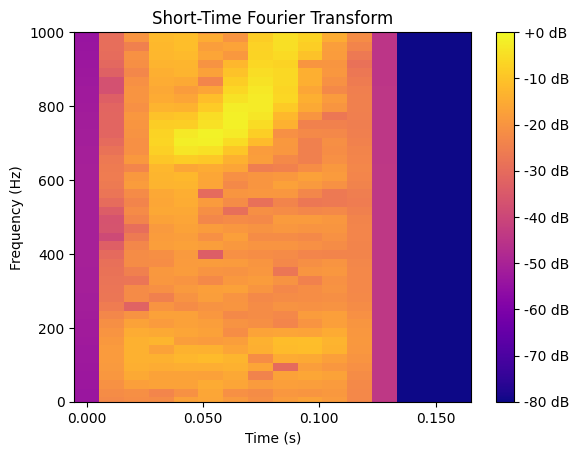 Short-Time Fourier Transform
Frequency (Hz)
1000
800
600
400
200
0
0.000
0.050
0.100
0.150
Time (s)
+0 dB
-10 dB
-20 dB
-30 dB
-40 dB
-50 dB
-60 dB
-70 dB
-80 dB